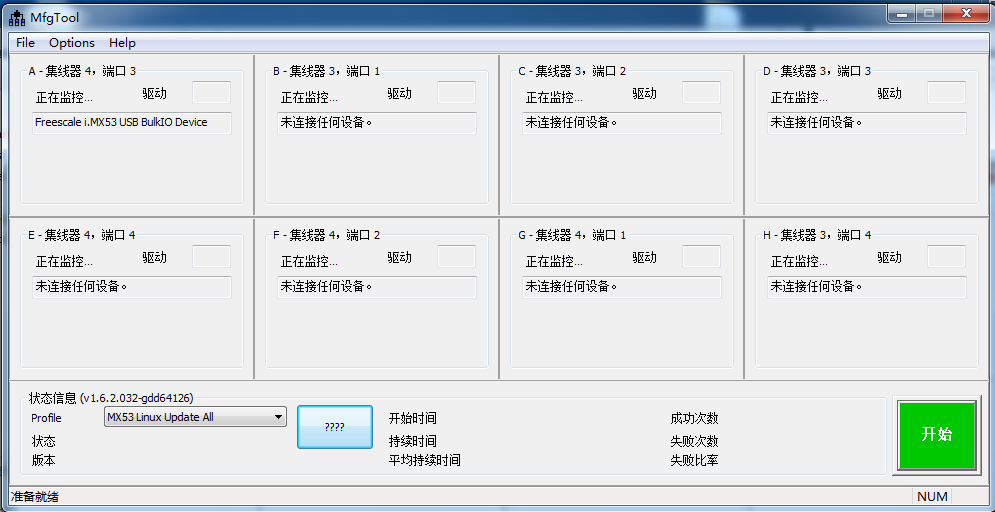 MfgTool
File Options Help
A - 集线器 4，端口 3
正在监控... 驱动
Freescale i.MX53 USB BulkIO Device
B - 集线器 3，端口 1
正在监控... 驱动
未连接任何设备。
C - 集线器 3，端口 2
正在监控... 驱动
未连接任何设备。
D - 集线器 3，端口 3
正在监控... 驱动
未连接任何设备。
E - 集线器 4，端口 4
正在监控... 驱动
未连接任何设备。
F - 集线器 4，端口 2
正在监控... 驱动
未连接任何设备。
G - 集线器 4，端口 1
正在监控... 驱动
未连接任何设备。
H - 集线器 3，端口 4
正在监控... 驱动
未连接任何设备。
状态信息 (v1.6.2.032-gdd64126)
Profile MX53 Linux Update All ???? 开始时间 成功次数
状态 持续时间 失败次数
版本 平均持续时间 失败比率
开始
准备就绪 NUM